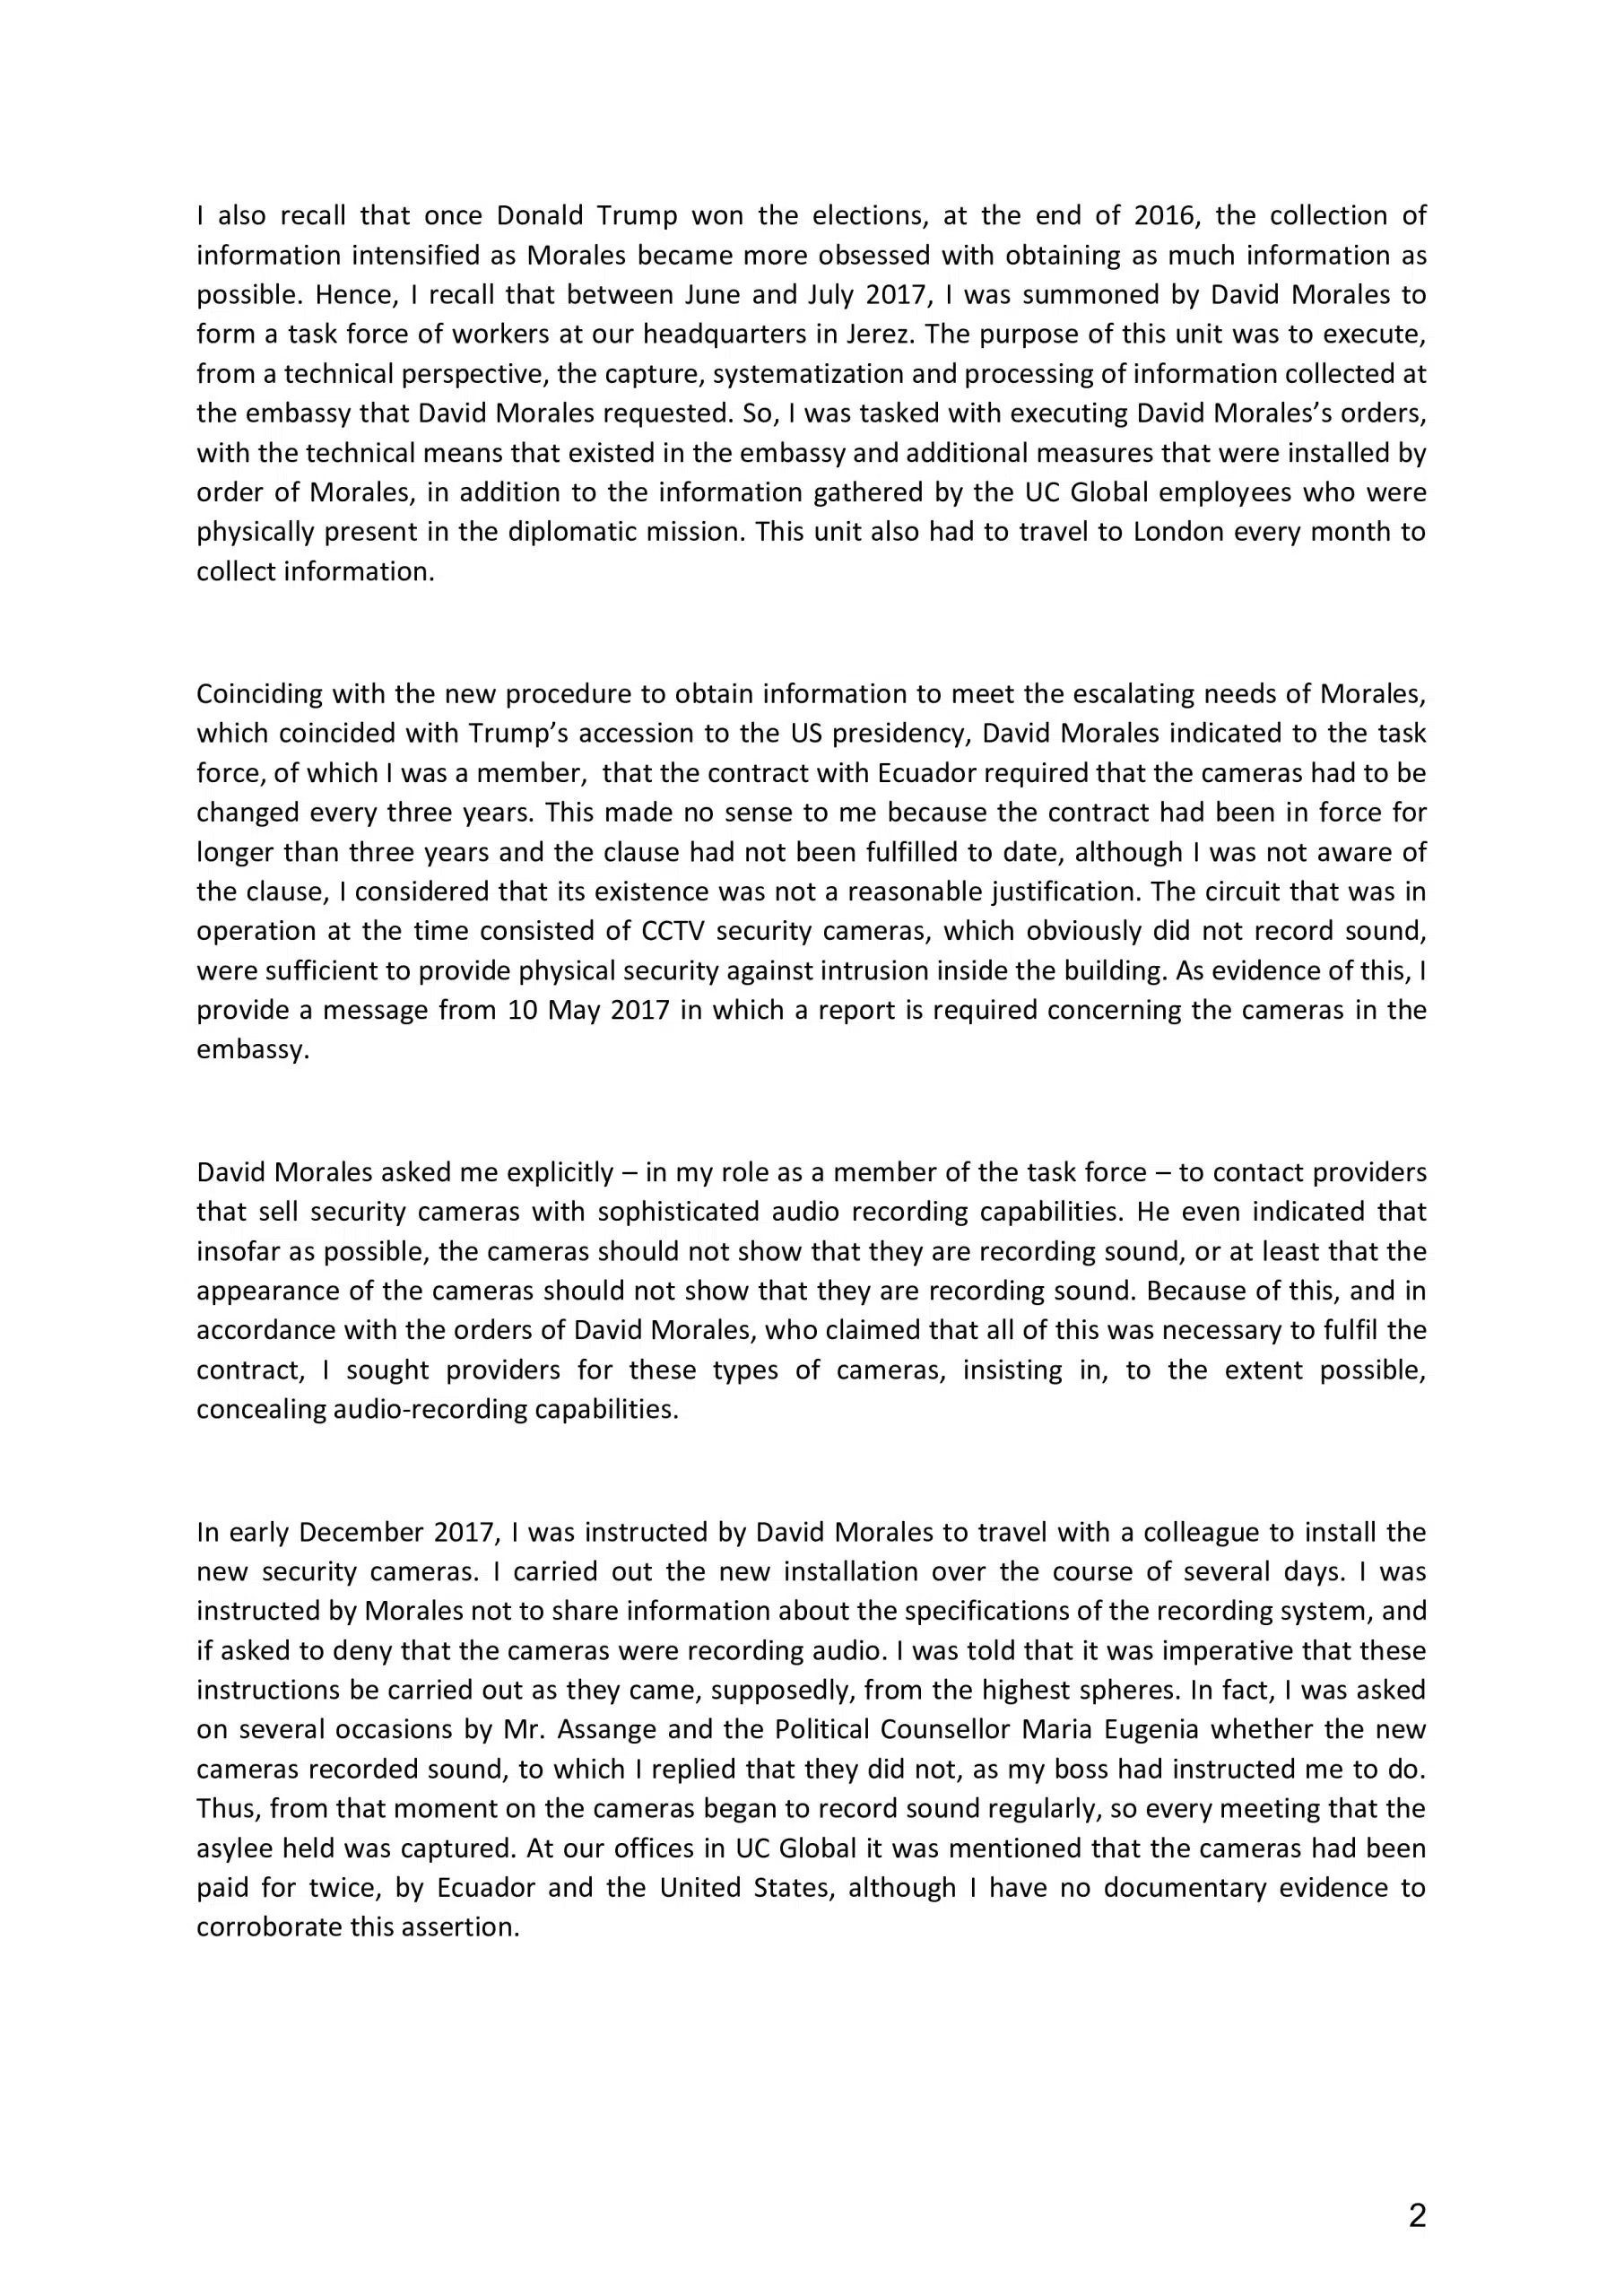 I also recall that once Donald Trump won the elections, at the end of 2016, the collection of
information intensified as Morales became more obsessed with obtaining as much information as
possible. Hence, I recall that between June and July 2017, I was summoned by David Morales to
form a task force of workers at our headquarters in Jerez. The purpose of this unit was to execute,
from a technical perspective, the capture, systematization and processing of information collected at
the embassy that David Morales requested. So, I was tasked with executing David Morales’s orders,
with the technical means that existed in the embassy and additional measures that were installed by
order of Morales, in addition to the information gathered by the UC Global employees who were
physically present in the diplomatic mission. This unit also had to travel to London every month to
collect information.
Coinciding with the new procedure to obtain information to meet the escalating needs of Morales,
which coincided with Trump’s accession to the US presidency, David Morales indicated to the task
force, of which I was a member,  that the contract with Ecuador required that the cameras had to be
changed every three years. This made no sense to me because the contract had been in force for
longer than three years and the clause had not been fulfilled to date, although I was not aware of
the clause, I considered that its existence was not a reasonable justification. The circuit that was in
operation at the time consisted of CCTV security cameras, which obviously did not record sound,
were sufficient to provide physical security against intrusion inside the building. As evidence of this, I
provide a message from 10 May 2017 in which a report is required concerning the cameras in the
embassy.
David Morales asked me explicitly – in my role as a member of the task force – to contact providers
that sell security cameras with sophisticated audio recording capabilities. He even indicated that
insofar as possible, the cameras should not show that they are recording sound, or at least that the
appearance of the cameras should not show that they are recording sound. Because of this, and in
accordance with the orders of David Morales, who claimed that all of this was necessary to fulfil the
contract, I sought providers for these types of cameras, insisting in, to the extent possible,
concealing audio-recording capabilities.
In early December 2017, I was instructed by David Morales to travel with a colleague to install the
new security cameras. I carried out the new installation over the course of several days. I was
instructed by Morales not to share information about the specifications of the recording system, and
if asked to deny that the cameras were recording audio. I was told that it was imperative that these
instructions be carried out as they came, supposedly, from the highest spheres. In fact, I was asked
on several occasions by Mr. Assange and the Political Counsellor Maria Eugenia whether the new
cameras recorded sound, to which I replied that they did not, as my boss had instructed me to do.
Thus, from that moment on the cameras began to record sound regularly, so every meeting that the
asylee held was captured. At our offices in UC Global it was mentioned that the cameras had been
paid for twice, by Ecuador and the United States, although I have no documentary evidence to
corroborate this assertion.
2